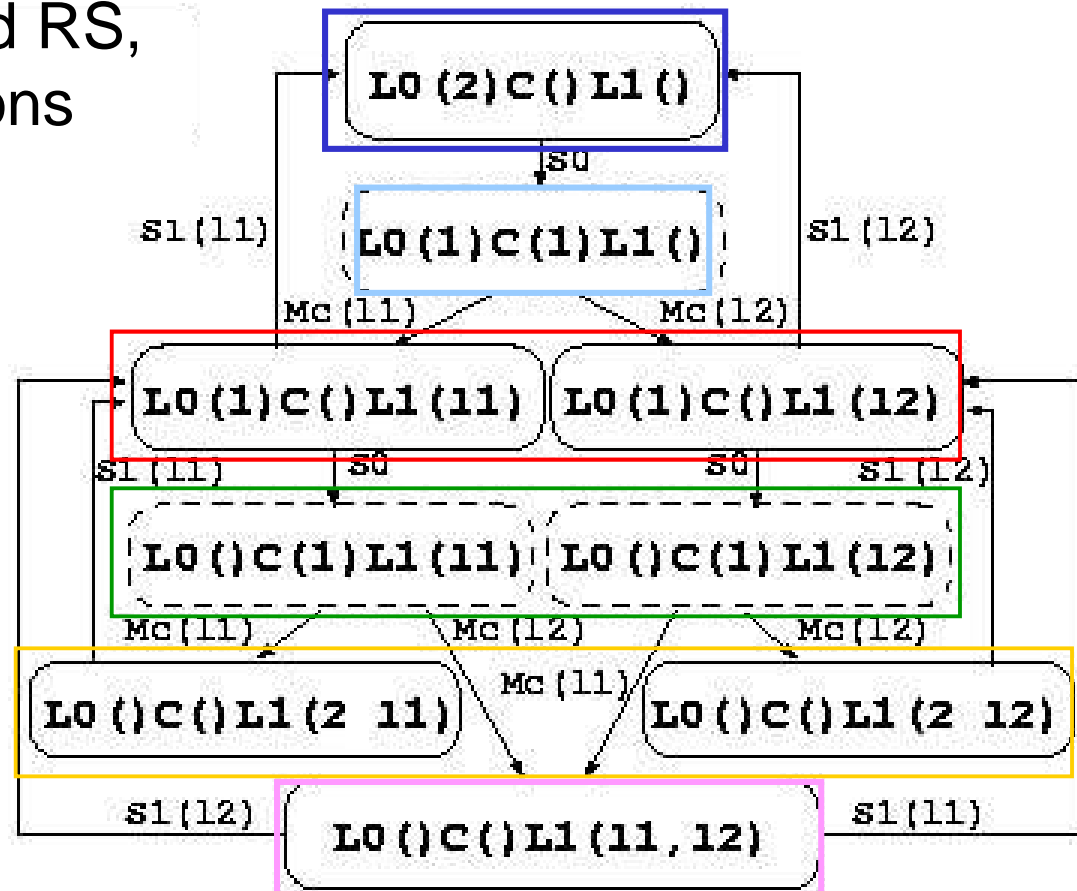 d RS,
ons
L0(2)C()L1()
S0
S1(l1)
S1(l2)
L0(1)C(1)L1()
Mc(l1)
Mc(l2)
L0(1)C()L1(l1)
L0(1)C()L1(l2)
S1(l1)
S0
S0
S1(l2)
L0()C(1)L1(l1)
L0()C(1)L1(l2)
Mc(l1)
Mc(l2)
Mc(l2)
Mc(l1)
L0()C()L1(2 l1)
L0()C()L1(2 l2)
S1(l2)
S1(l1)
L0()C()L1(l1,l2)